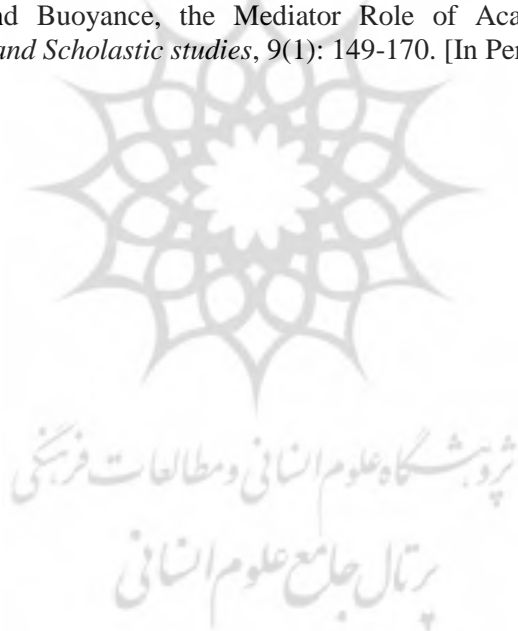 nd Buoyance, the Mediator Role of Aca
and Scholastic studies, 9(1): 149-170. [In Per
پژوهشگاه علوم انسانی و مطالعات فرهنگی
پرتال جامع علوم انسانی